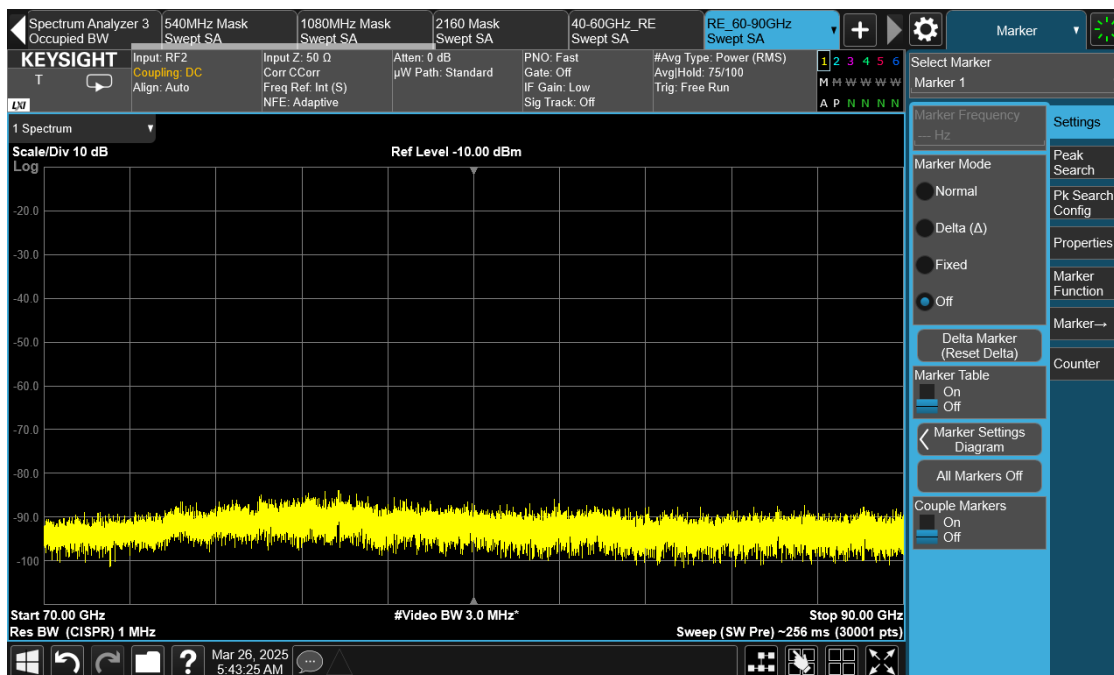 Spectrum Analyzer 3
Occupied BW
540MHz Mask
Swept SA
1080MHz Mask
Swept SA
2160 Mask
Swept SA
40-60GHz_RE
Swept SA
RE_60-90GHz
Swept SA
Marker
KEYSIGHT
T
LXI
Input: RF2
Coupling: DC
Align: Auto
Input Z: 50 Ω
Corr CCorr
Freq Ref: Int (S)
NFE: Adaptive
Atten: 0 dB
µW Path: Standard
PNO: Fast
Gate: Off
IF Gain: Low
Sig Track: Off
#Avg Type: Power (RMS)
Avg|Hold: 75/100
Trig: Free Run
1 2 3 4 5 6
M M W W W W
A P N N N N
Select Marker
Marker 1
1 Spectrum
Scale/Div 10 dB
Ref Level -10.00 dBm
Log
-20.0
-30.0
-40.0
-50.0
-60.0
-70.0
-80.0
-90.0
-100
Start 70.00 GHz
#Video BW 3.0 MHz*
Stop 90.00 GHz
Res BW (CISPR) 1 MHz
Sweep (SW Pre) ~256 ms (30001 pts)
Marker Frequency
--- Hz
Marker Mode
Normal
Delta (Δ)
Fixed
Off
Delta Marker
(Reset Delta)
Marker Table
On
Off
Marker Settings
Diagram
All Markers Off
Couple Markers
On
Off
Settings
Peak
Search
Pk Search
Config
Properties
Marker
Function
Marker→
Counter
Mar 26, 2025
5:43:25 AM